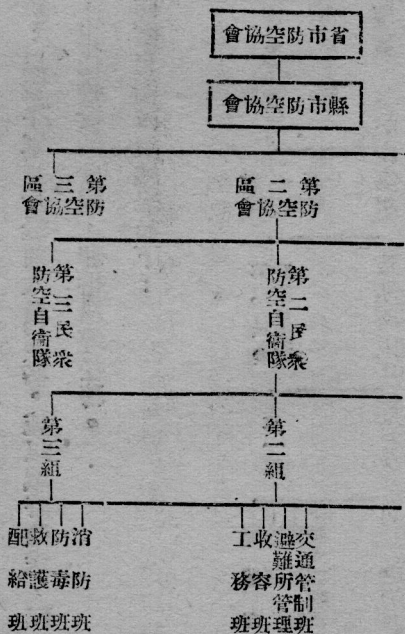 省市防空協會
縣市防空協會
第二區
防空協會
第三區
防空協會
第二民衆
防空自衞隊
第三民衆
防空自衞隊
第二組
第三組
交通管制班
避難所管理班
收容班
工務班
消防班
防毒班
救護班
配給班